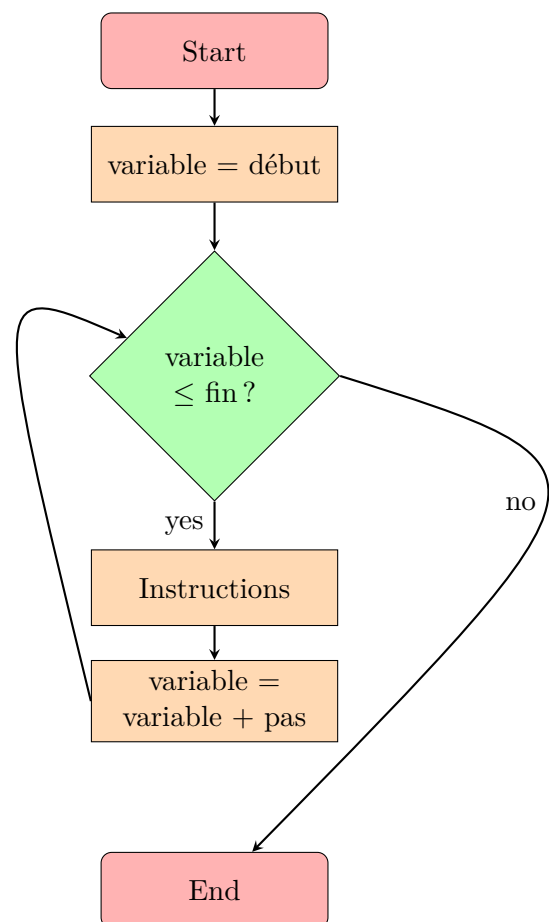 Start
variable = début
variable
≤ fin ?
yes
no
Instructions
variable =
variable + pas
End